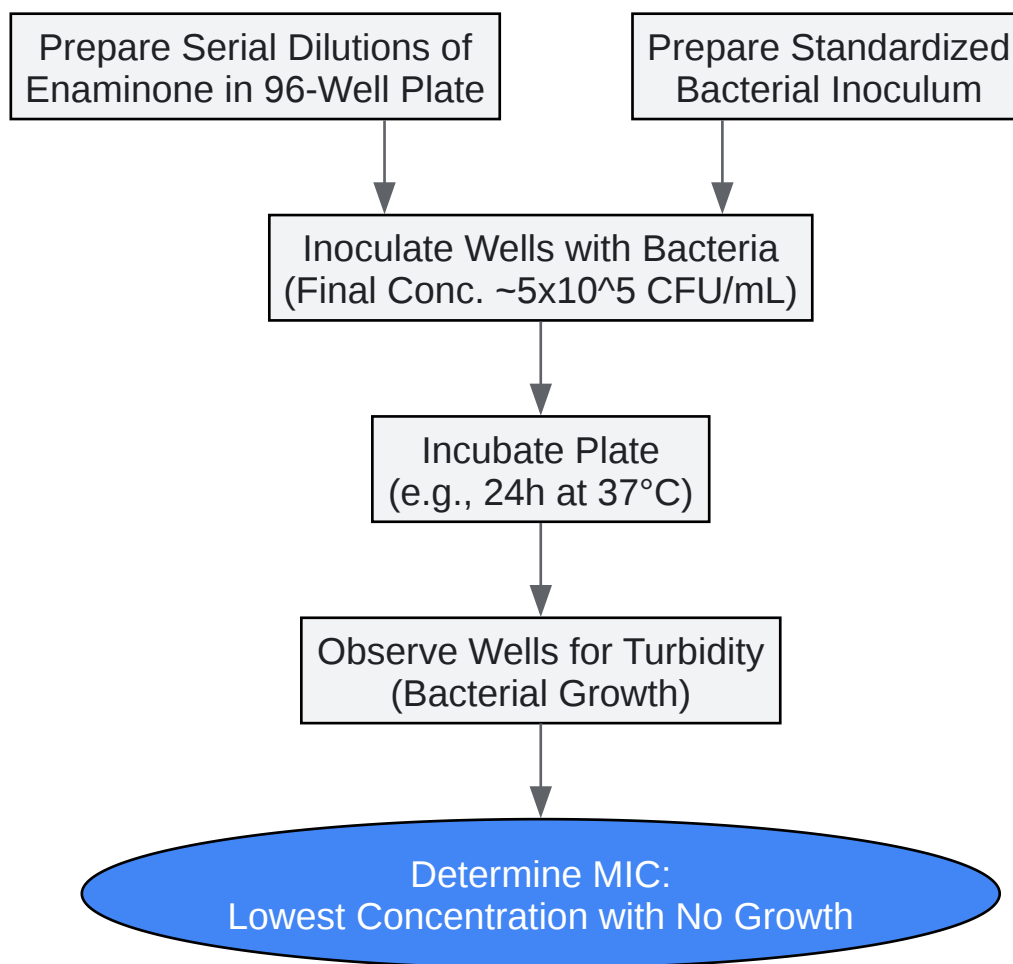 Prepare Serial Dilutions of
Enaminone in 96-Well Plate
Prepare Standardized
Bacterial Inoculum
Inoculate Wells with Bacteria
(Final Conc. ~5x10^5 CFU/mL)
Incubate Plate
(e.g., 24h at 37°C)
Observe Wells for Turbidity
(Bacterial Growth)
Determine MIC:
Lowest Concentration with No Growth